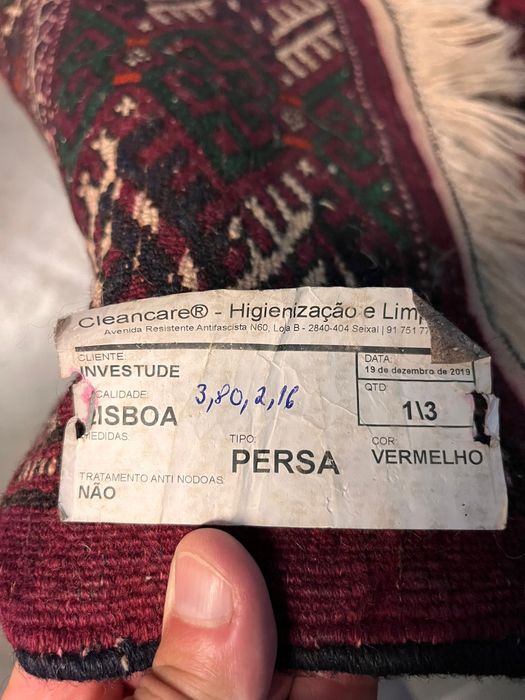 Cleancare® - Higienização e Limp
Avenida Resistente Antifascista N60, Loja B - 2840-404 Seixal | 91 751 77
CLIENTE:
INVESTUDE
DATA:
19 de dezembro de 2019
LOCALIDADE:
LISBOA
3,80,2,16
QTD
1\3
MEDIDAS:
TIPO:
PERSA
COR
VERMELHO
TRATAMENTO ANTI NODOAS:
NÃO